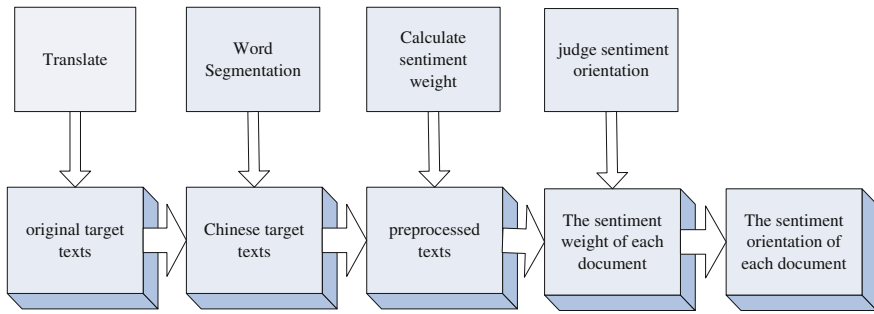 Translate
Word
Segmentation
Calculate
sentiment
weight
judge sentiment
orientation
original target
texts
Chinese target
texts
preprocessed
texts
The sentiment
weight of each
document
The sentiment
orientation of
each document